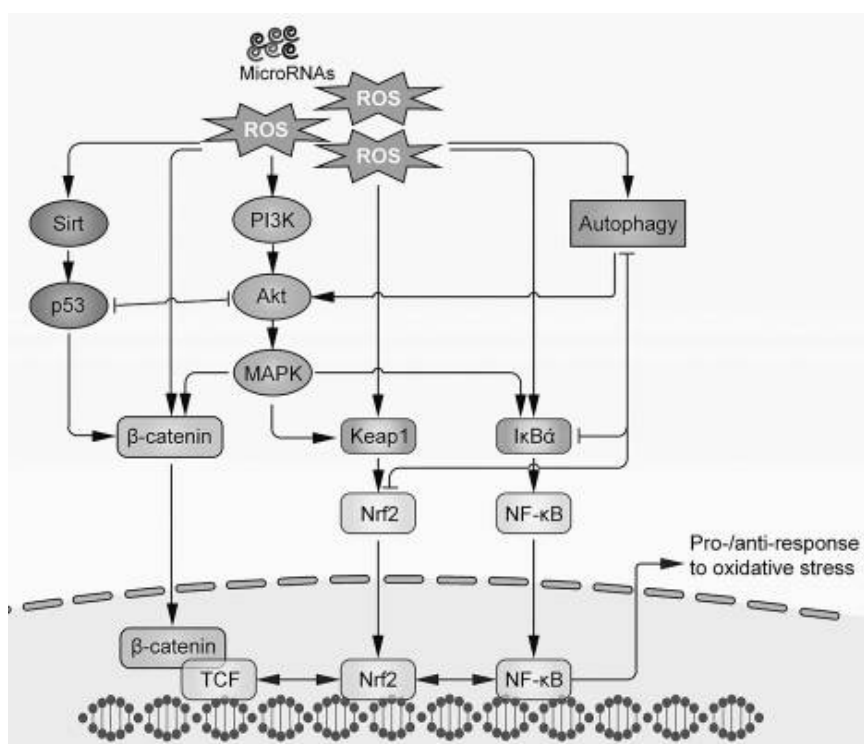 MicroRNAs
ROS
ROS
ROS
Sirt
PI3K
Autophagy
p53
Akt
MAPK
β-catenin
Keap1
IκBά
Nrf2
NF-κB
Pro-/anti-response
to oxidative stress
β-catenin
TCF
Nrf2
NF-κB